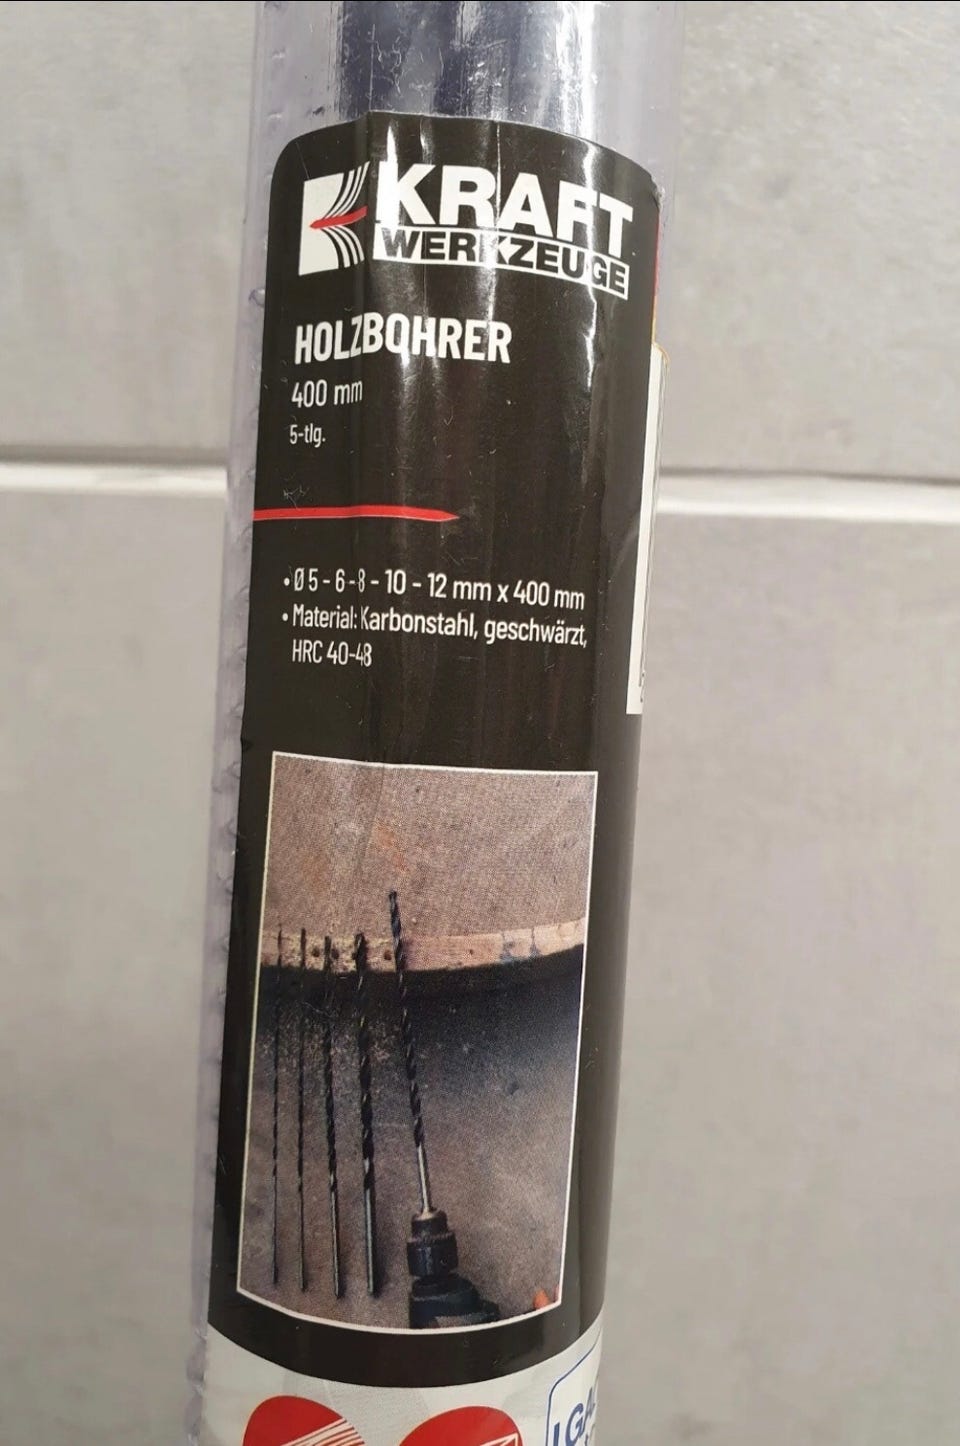 KRAFT
WERKZEUGE
HOLZBOHRER
400 mm
5-tlg.
• Ø 5 - 6 - 8 - 10 - 12 mm x 400 mm
• Material: Karbonstahl, geschwärzt,
HRC 40-48